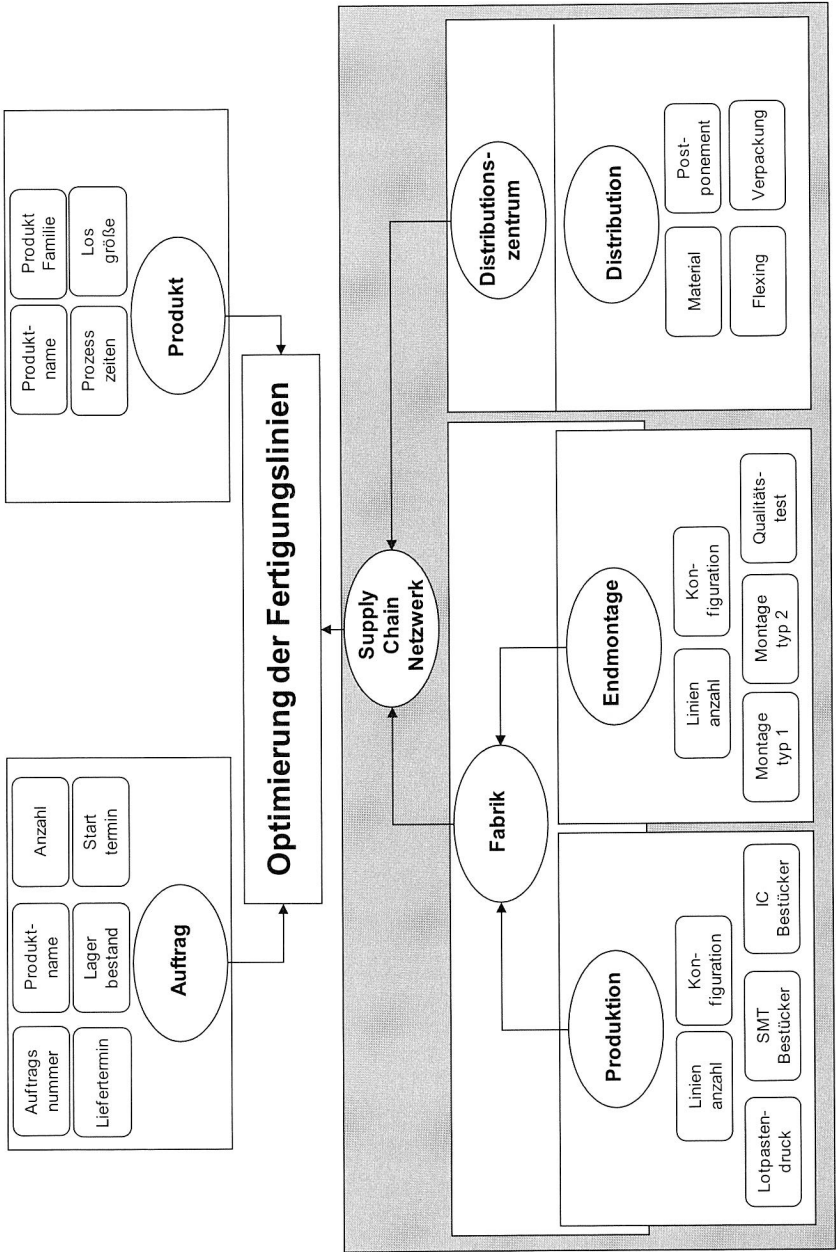 Auftrags
nummer
Produkt-
name
Anzahl
Liefertermin
Lager
bestand
Start
termin
Auftrag
Produkt-
name
Produkt
Familie
Prozess
zeiten
Los
größe
Produkt
Optimierung der Fertigungslinien
Supply
Chain
Netzwerk
Fabrik
Distributions-
zentrum
Produktion
Linien
anzahl
Kon-
figuration
Lotpasten-
druck
SMT
Bestücker
IC
Bestücker
Endmontage
Linien
anzahl
Kon-
figuration
Montage
typ 1
Montage
typ 2
Qualitäts-
test
Distribution
Material
Post-
ponement
Flexing
Verpackung